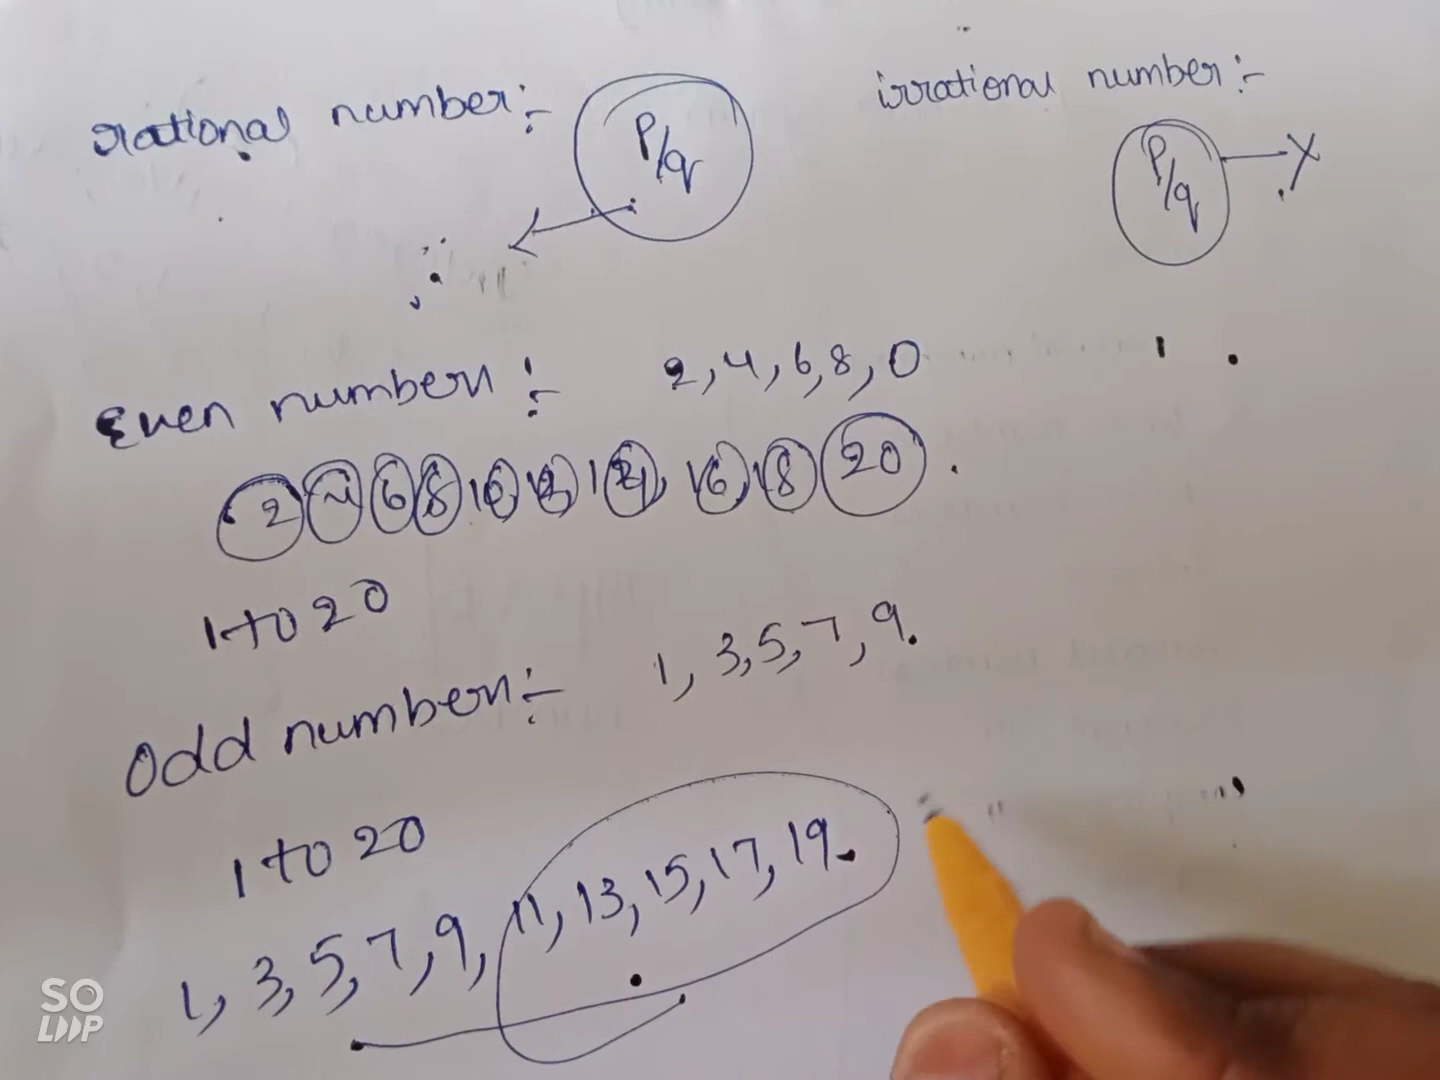 rational number:- P/q
irrational number:-
P/q X
Even number:- 2, 4, 6, 8, 0
2 4 6 8 10 12 14, 16, 18 20.
1 to 20
Odd number:- 1, 3, 5, 7, 9.
1 to 20
1, 3, 5, 7, 9, 11, 13, 15, 17, 19.
SO
LOOP